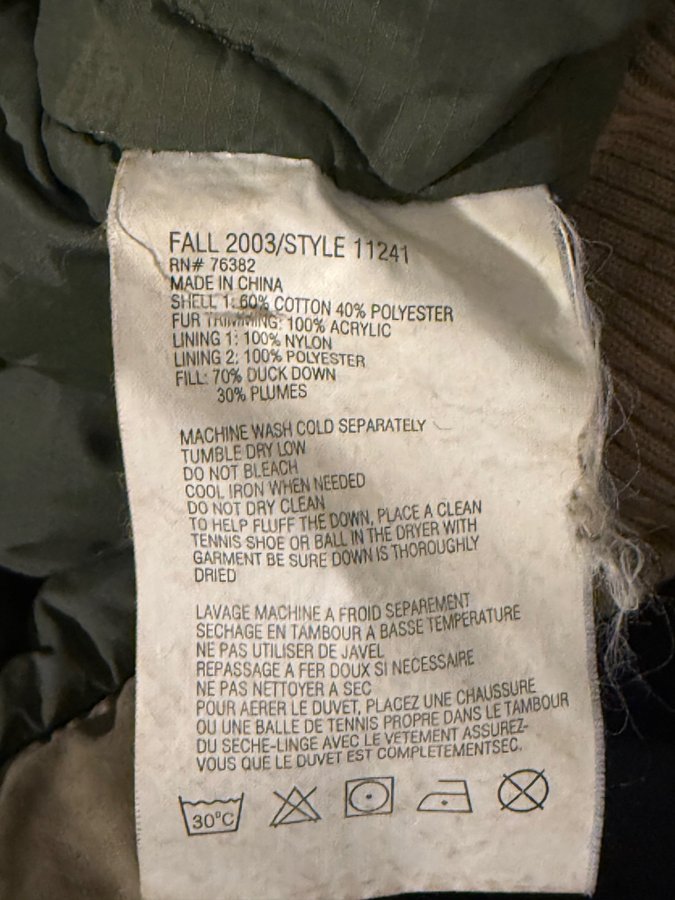 FALL 2003/STYLE 11241
RN# 76382
MADE IN CHINA
SHELL 1: 60% COTTON 40% POLYESTER
FUR TRIMMING: 100% ACRYLIC
LINING 1: 100% NYLON
LINING 2: 100% POLYESTER
FILL: 70% DUCK DOWN
30% PLUMES
MACHINE WASH COLD SEPARATELY
TUMBLE DRY LOW
DO NOT BLEACH
COOL IRON WHEN NEEDED
DO NOT DRY CLEAN
TO HELP FLUFF THE DOWN, PLACE A CLEAN
TENNIS SHOE OR BALL IN THE DRYER WITH
GARMENT BE SURE DOWN IS THOROUGHLY
DRIED
LAVAGE MACHINE A FROID SEPAREMENT
SECHAGE EN TAMBOUR A BASSE TEMPERATURE
NE PAS UTILISER DE JAVEL
REPASSAGE A FER DOUX SI NECESSAIRE
NE PAS NETTOYER A SEC
POUR AERER LE DUVET, PLACEZ UNE CHAUSSURE
OU UNE BALLE DE TENNIS PROPRE DANS LE TAMBOUR
DU SECHE-LINGE AVEC LE VETEMENT ASSUREZ-
VOUS QUE LE DUVET EST COMPLETEMENTSEC.
30°C